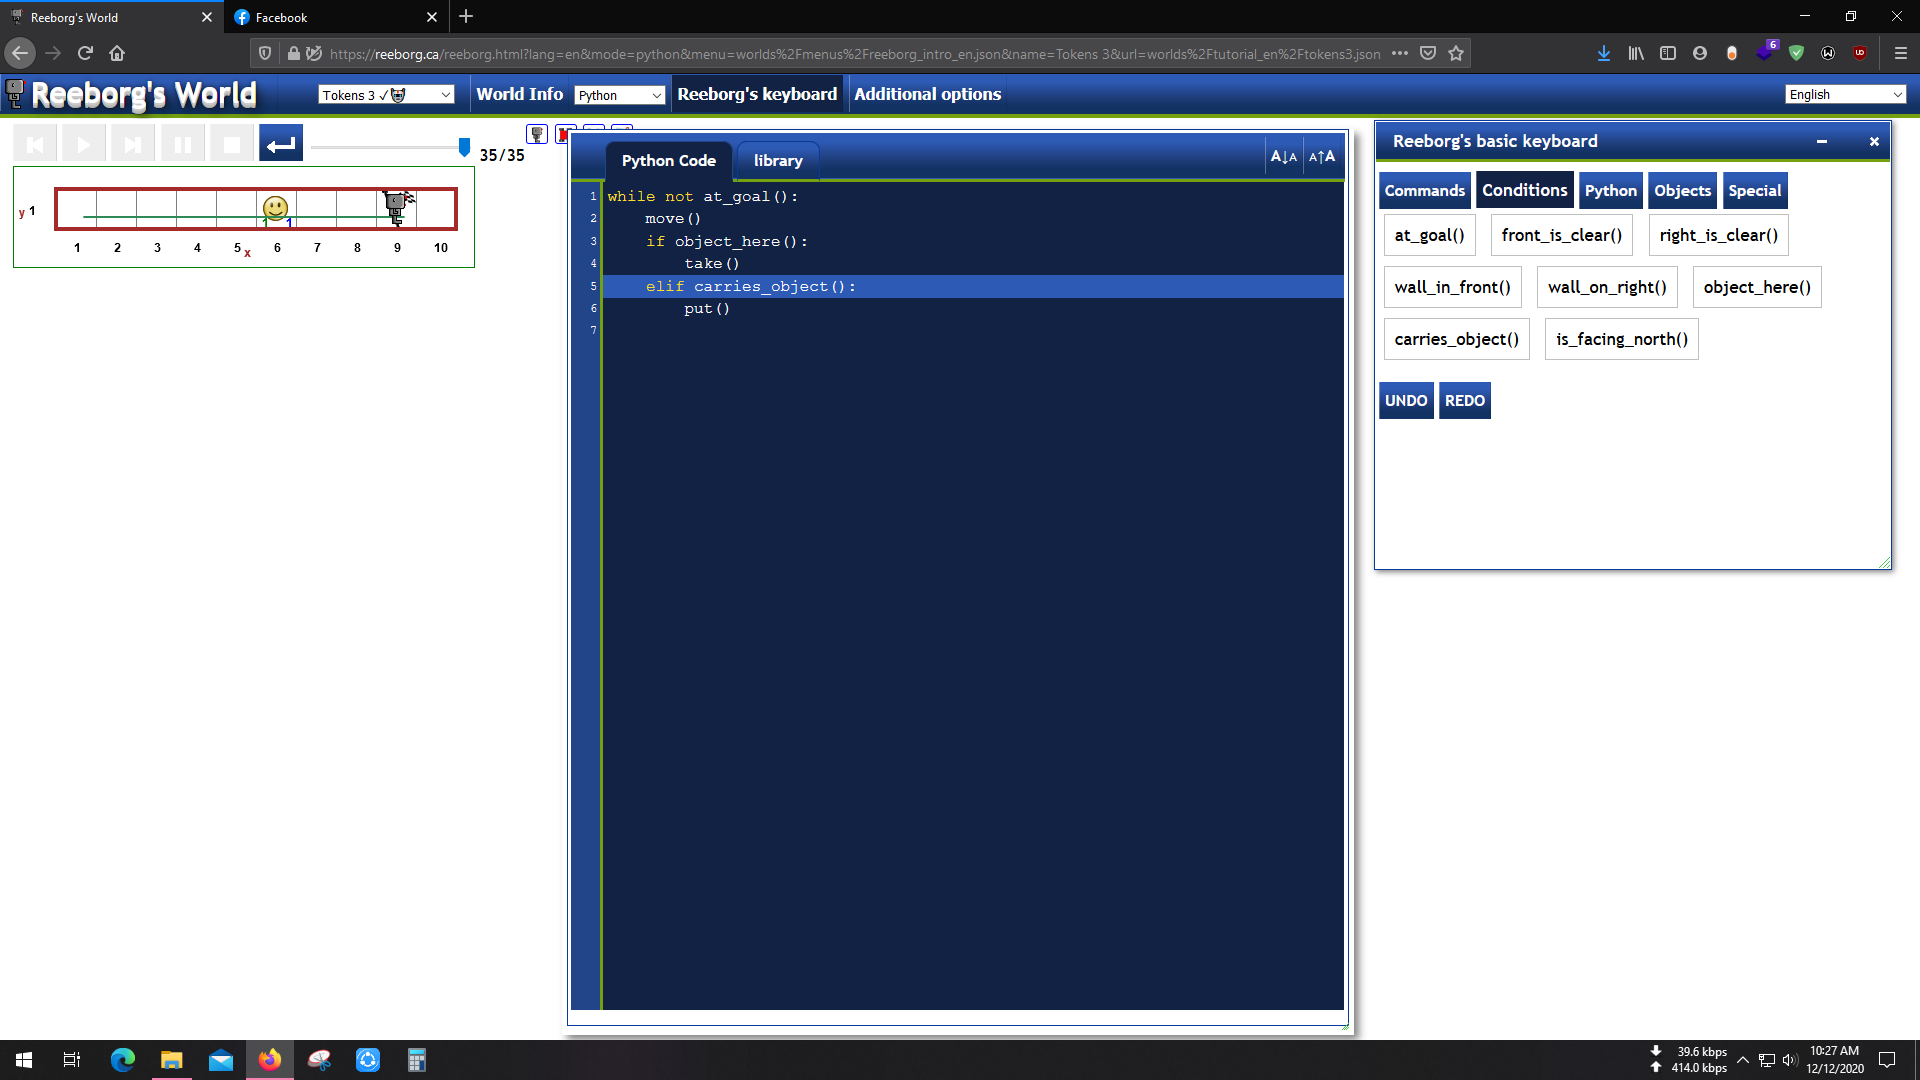 Reeborg's World
Facebook
https://reeborg.ca/reeborg.html?lang=en&mode=python&menu=worlds%2Fmenus%2Freeborg_intro_en.json&name=Tokens 3&url=worlds%2Ftutorial_en%2Ftokens3.json
6
Reeborg's World
Tokens 3 ✓
World Info
Python
Reeborg's keyboard
Additional options
English
35/35
y 1
1
1
1 2 3 4 5 6 7 8 9 10
x
Python Code
library
A↓A
A↑A
1 while not at_goal():
2     move()
3     if object_here():
4         take()
5     elif carries_object():
6         put()
7
Reeborg's basic keyboard
Commands
Conditions
Python
Objects
Special
at_goal()
front_is_clear()
right_is_clear()
wall_in_front()
wall_on_right()
object_here()
carries_object()
is_facing_north()
UNDO
REDO
39.6 kbps
414.0 kbps
10:27 AM
12/12/2020